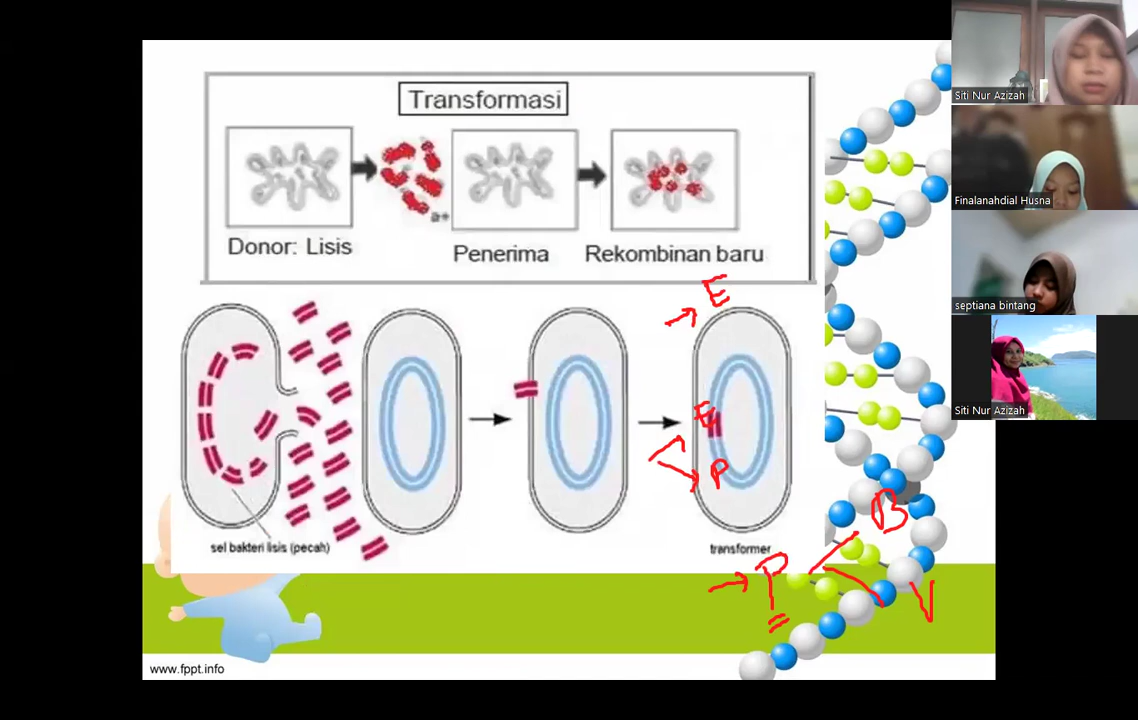 Transformasi
a+
Donor: Lisis
Penerima
Rekombinan baru
E
E
P
B
sel bakteri lisis (pecah)
transformer
P
V
www.fppt.info
Siti Nur Azizah
Finalanahdial Husna
septiana bintang
Siti Nur Azizah